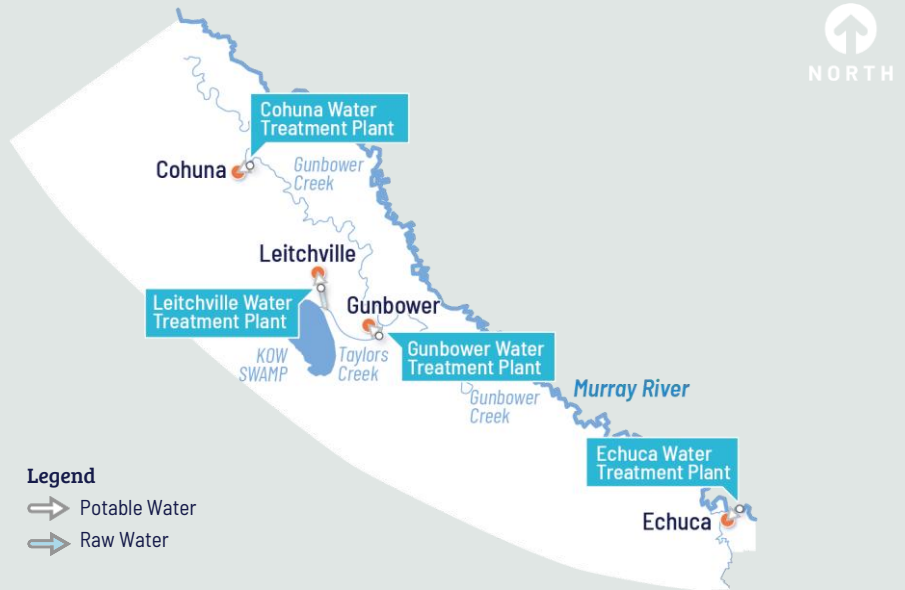 NORTH
Cohuna Water
Treatment Plant
Cohuna
Gunbower
Creek
Leitchville
Leitchville Water
Treatment Plant
Gunbower
KOW
SWAMP
Taylors
Creek
Gunbower Water
Treatment Plant
Gunbower
Creek
Murray River
Echuca Water
Treatment Plant
Echuca
Legend
Potable Water
Raw Water